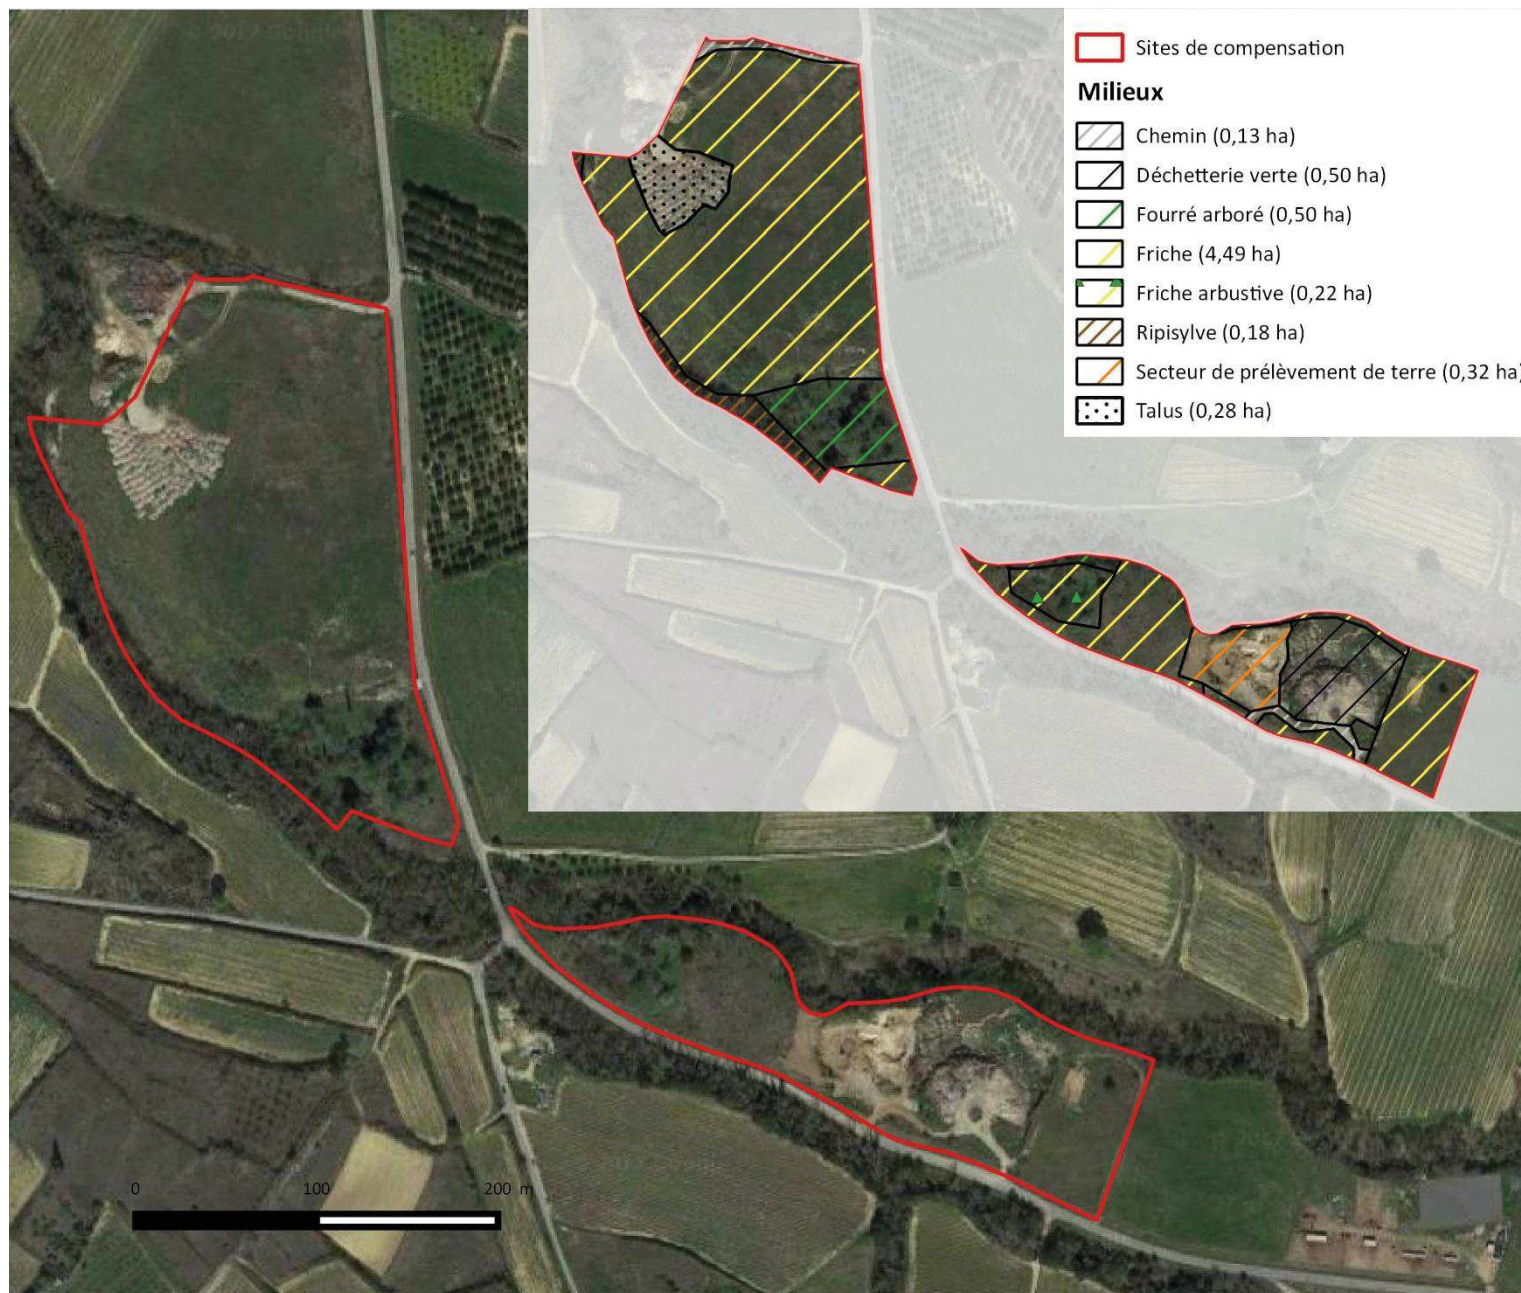 Sites de compensation
Milieux
Chemin (0,13 ha)
Déchetterie verte (0,50 ha)
Fourré arboré (0,50 ha)
Friche (4,49 ha)
Friche arbustive (0,22 ha)
Ripisylve (0,18 ha)
Secteur de prélèvement de terre (0,32 ha)
Talus (0,28 ha)
0 100 200 m